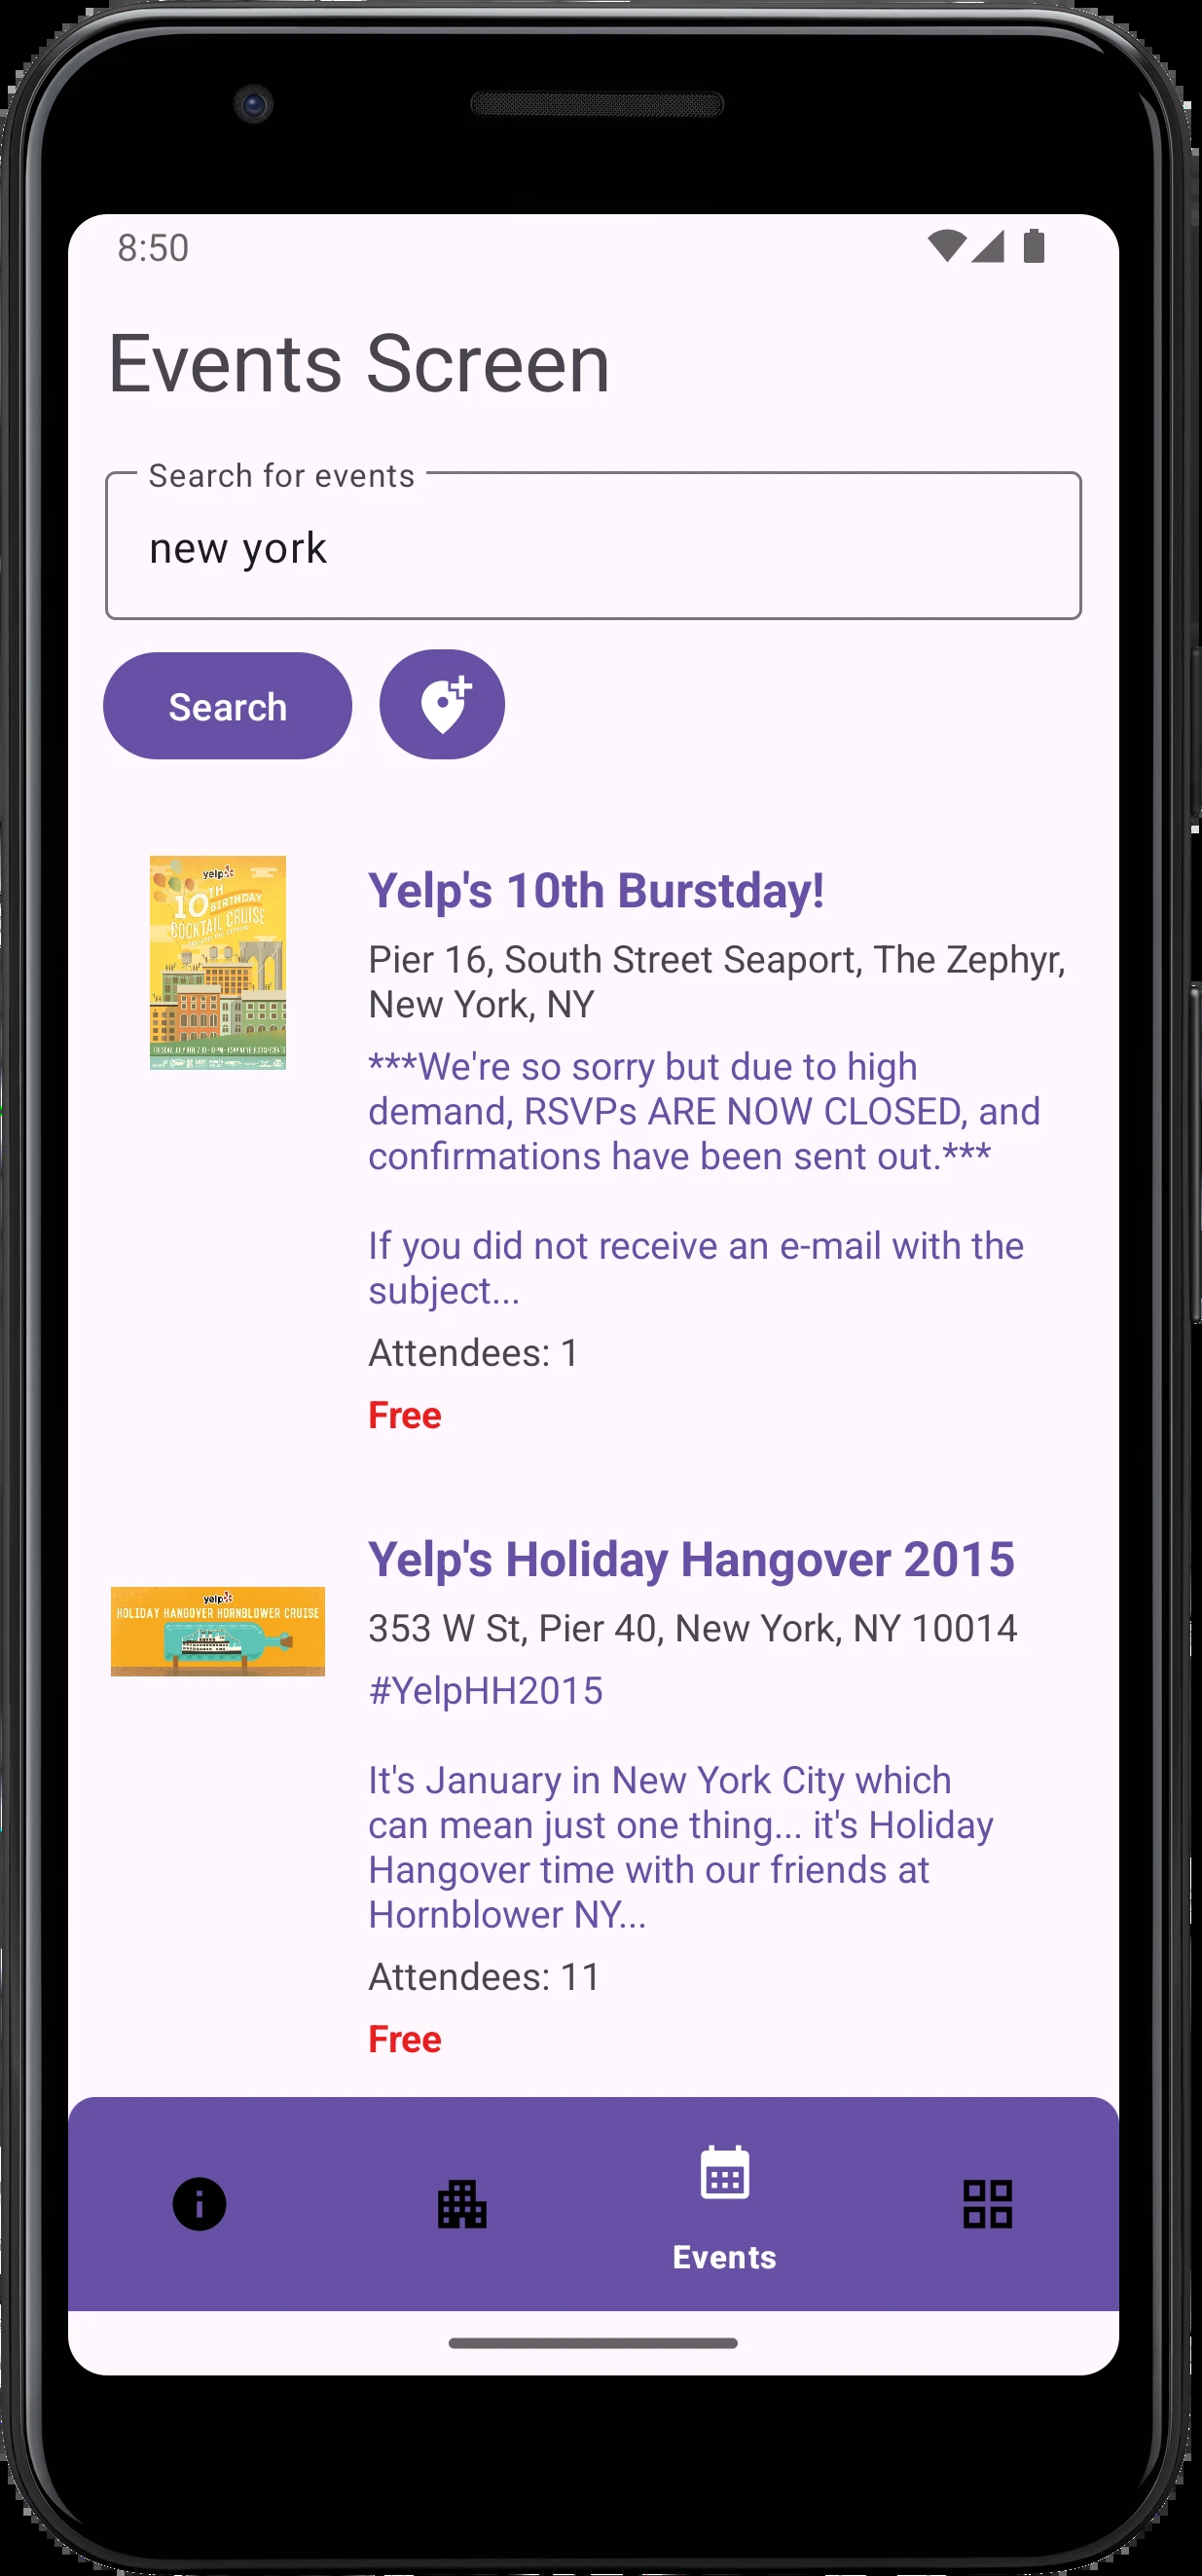 8:50
Events Screen
Search for events
new york
Search
yelp
10TH
BIRTHDAY
COCKTAIL CRUISE
Yelp's 10th Burstday!
Pier 16, South Street Seaport, The Zephyr,
New York, NY
***We're so sorry but due to high
demand, RSVPs ARE NOW CLOSED, and
confirmations have been sent out.***
If you did not receive an e-mail with the
subject...
Attendees: 1
Free
yelp
HOLIDAY HANGOVER HORNBLOWER CRUISE
Yelp's Holiday Hangover 2015
353 W St, Pier 40, New York, NY 10014
#YelpHH2015
It's January in New York City which
can mean just one thing... it's Holiday
Hangover time with our friends at
Hornblower NY...
Attendees: 11
Free
Events